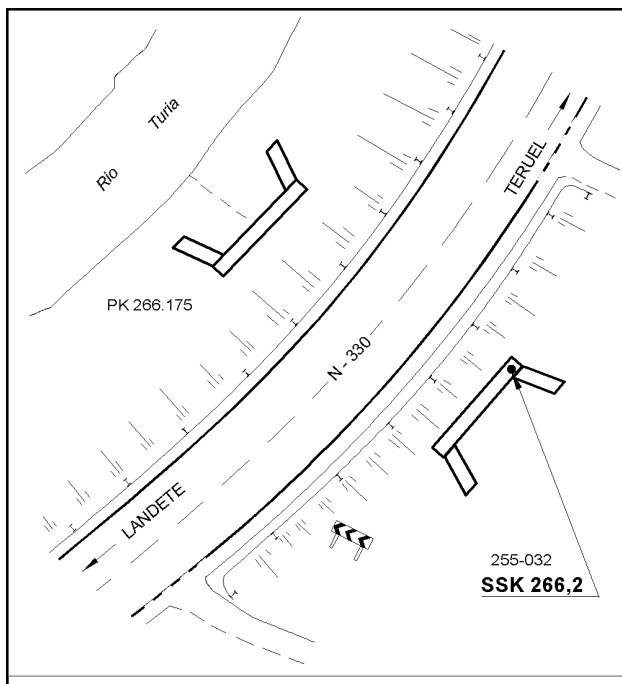 Rio Turia
PK 266.175
TERUEL
N - 330
LANDETE
255-032
SSK 266,2